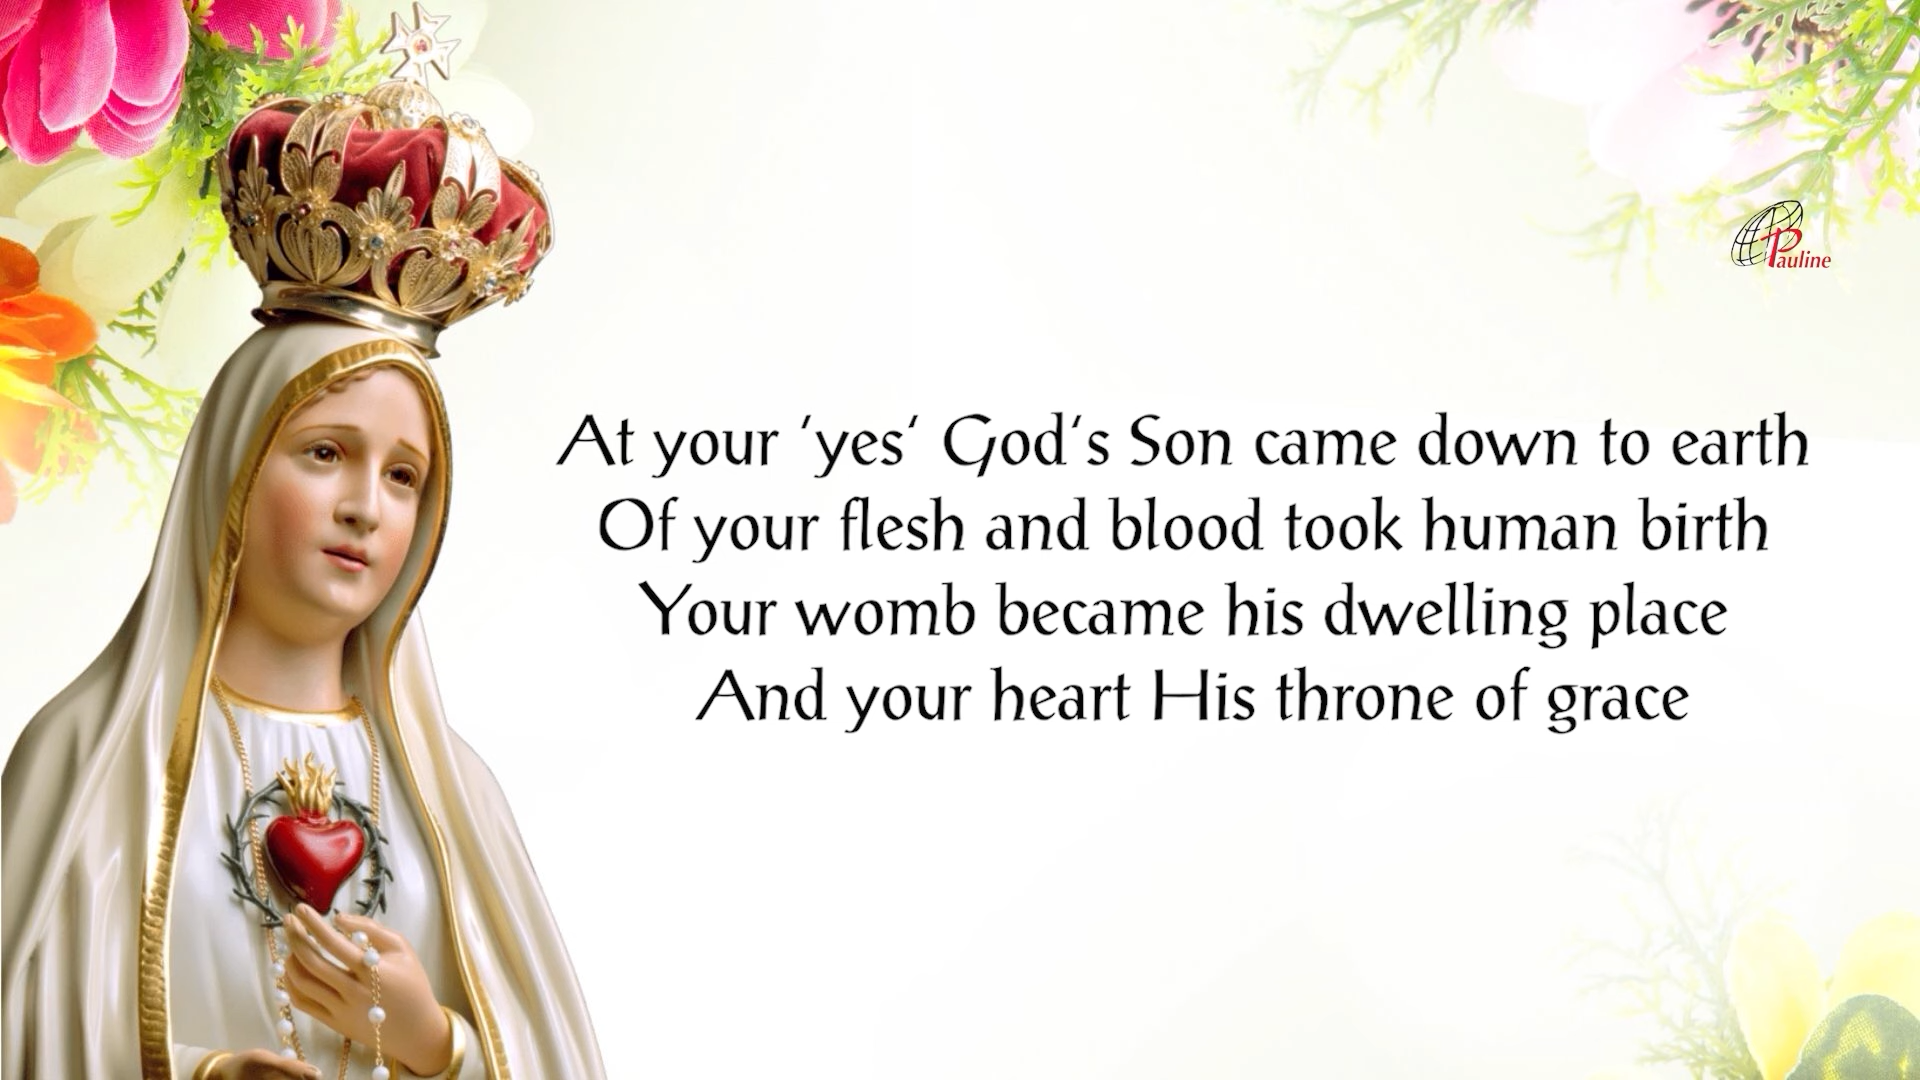 Pauline
At your 'yes' God's Son came down to earth
Of your flesh and blood took human birth
Your womb became his dwelling place
And your heart His throne of grace